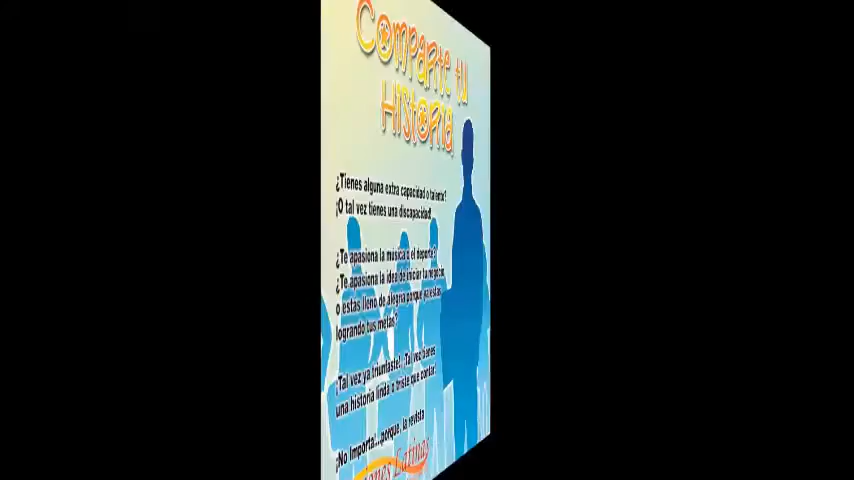 Comparte tu
Historia
¿Tienes alguna extra capacidad o talento?
¡O tal vez tienes una discapacidad!
¿Te apasiona la música o el deporte?
¿Te apasiona la idea de iniciar tu negocio,
o estas lleno de alegría porque ya estas
logrando tus metas?
¡Tal vez ya triunfaste!, ¡Tal vez tienes
una historia linda o triste que contar!
¡No Importa!...porque, la revista
Latinas